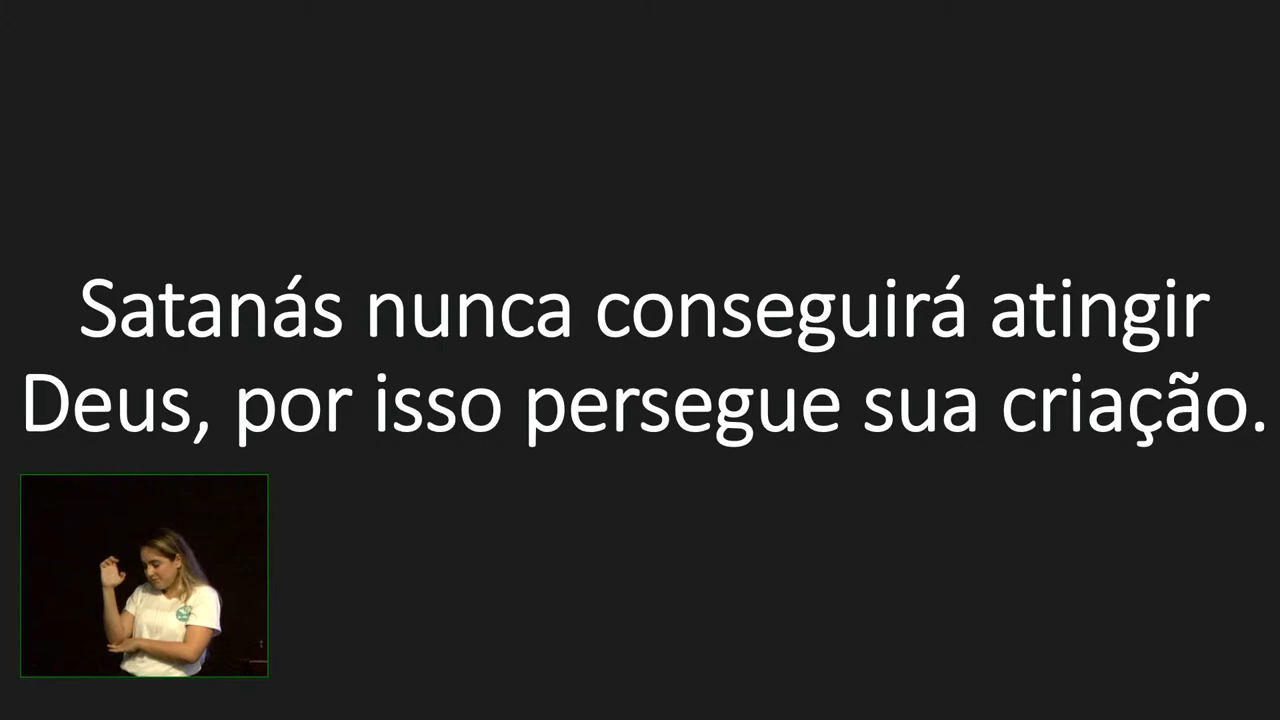 Satanás nunca conseguirá atingir
Deus, por isso persegue sua criação.